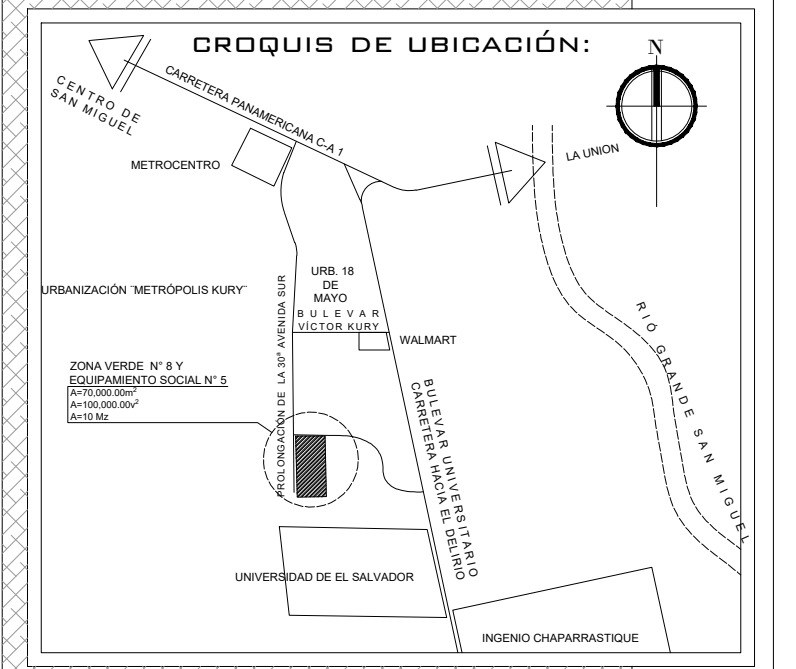 CROQUIS DE UBICACIÓN:
N
CENTRO DE
SAN MIGUEL
CARRETERA PANAMERICANA C-A 1
METROCENTRO
LA UNION
URBANIZACIÓN ¨METRÓPOLIS KURY¨
URB. 18
DE
MAYO
BULEVAR
VÍCTOR KURY
WALMART
PROLONGACIÓN DE LA 30ª AVENIDA SUR
ZONA VERDE N° 8 Y
EQUIPAMIENTO SOCIAL N° 5
A=70,000.00m²
A=100,000.00v²
A=10 Mz
BULEVAR UNIVERSITARIO
CARRETERA HACIA EL DELIRIO
RIÓ GRANDE SAN MIGUEL
UNIVERSIDAD DE EL SALVADOR
INGENIO CHAPARRASTIQUE